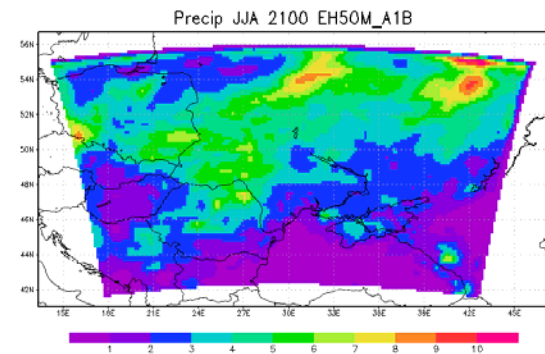 Precip JJA 2100 EH50M_A1B
56N
54N
52N
50N
48N
46N
44N
42N
15E 18E 21E 24E 27E 30E 33E 36E 39E 42E 45E
1 2 3 4 5 6 7 8 9 10